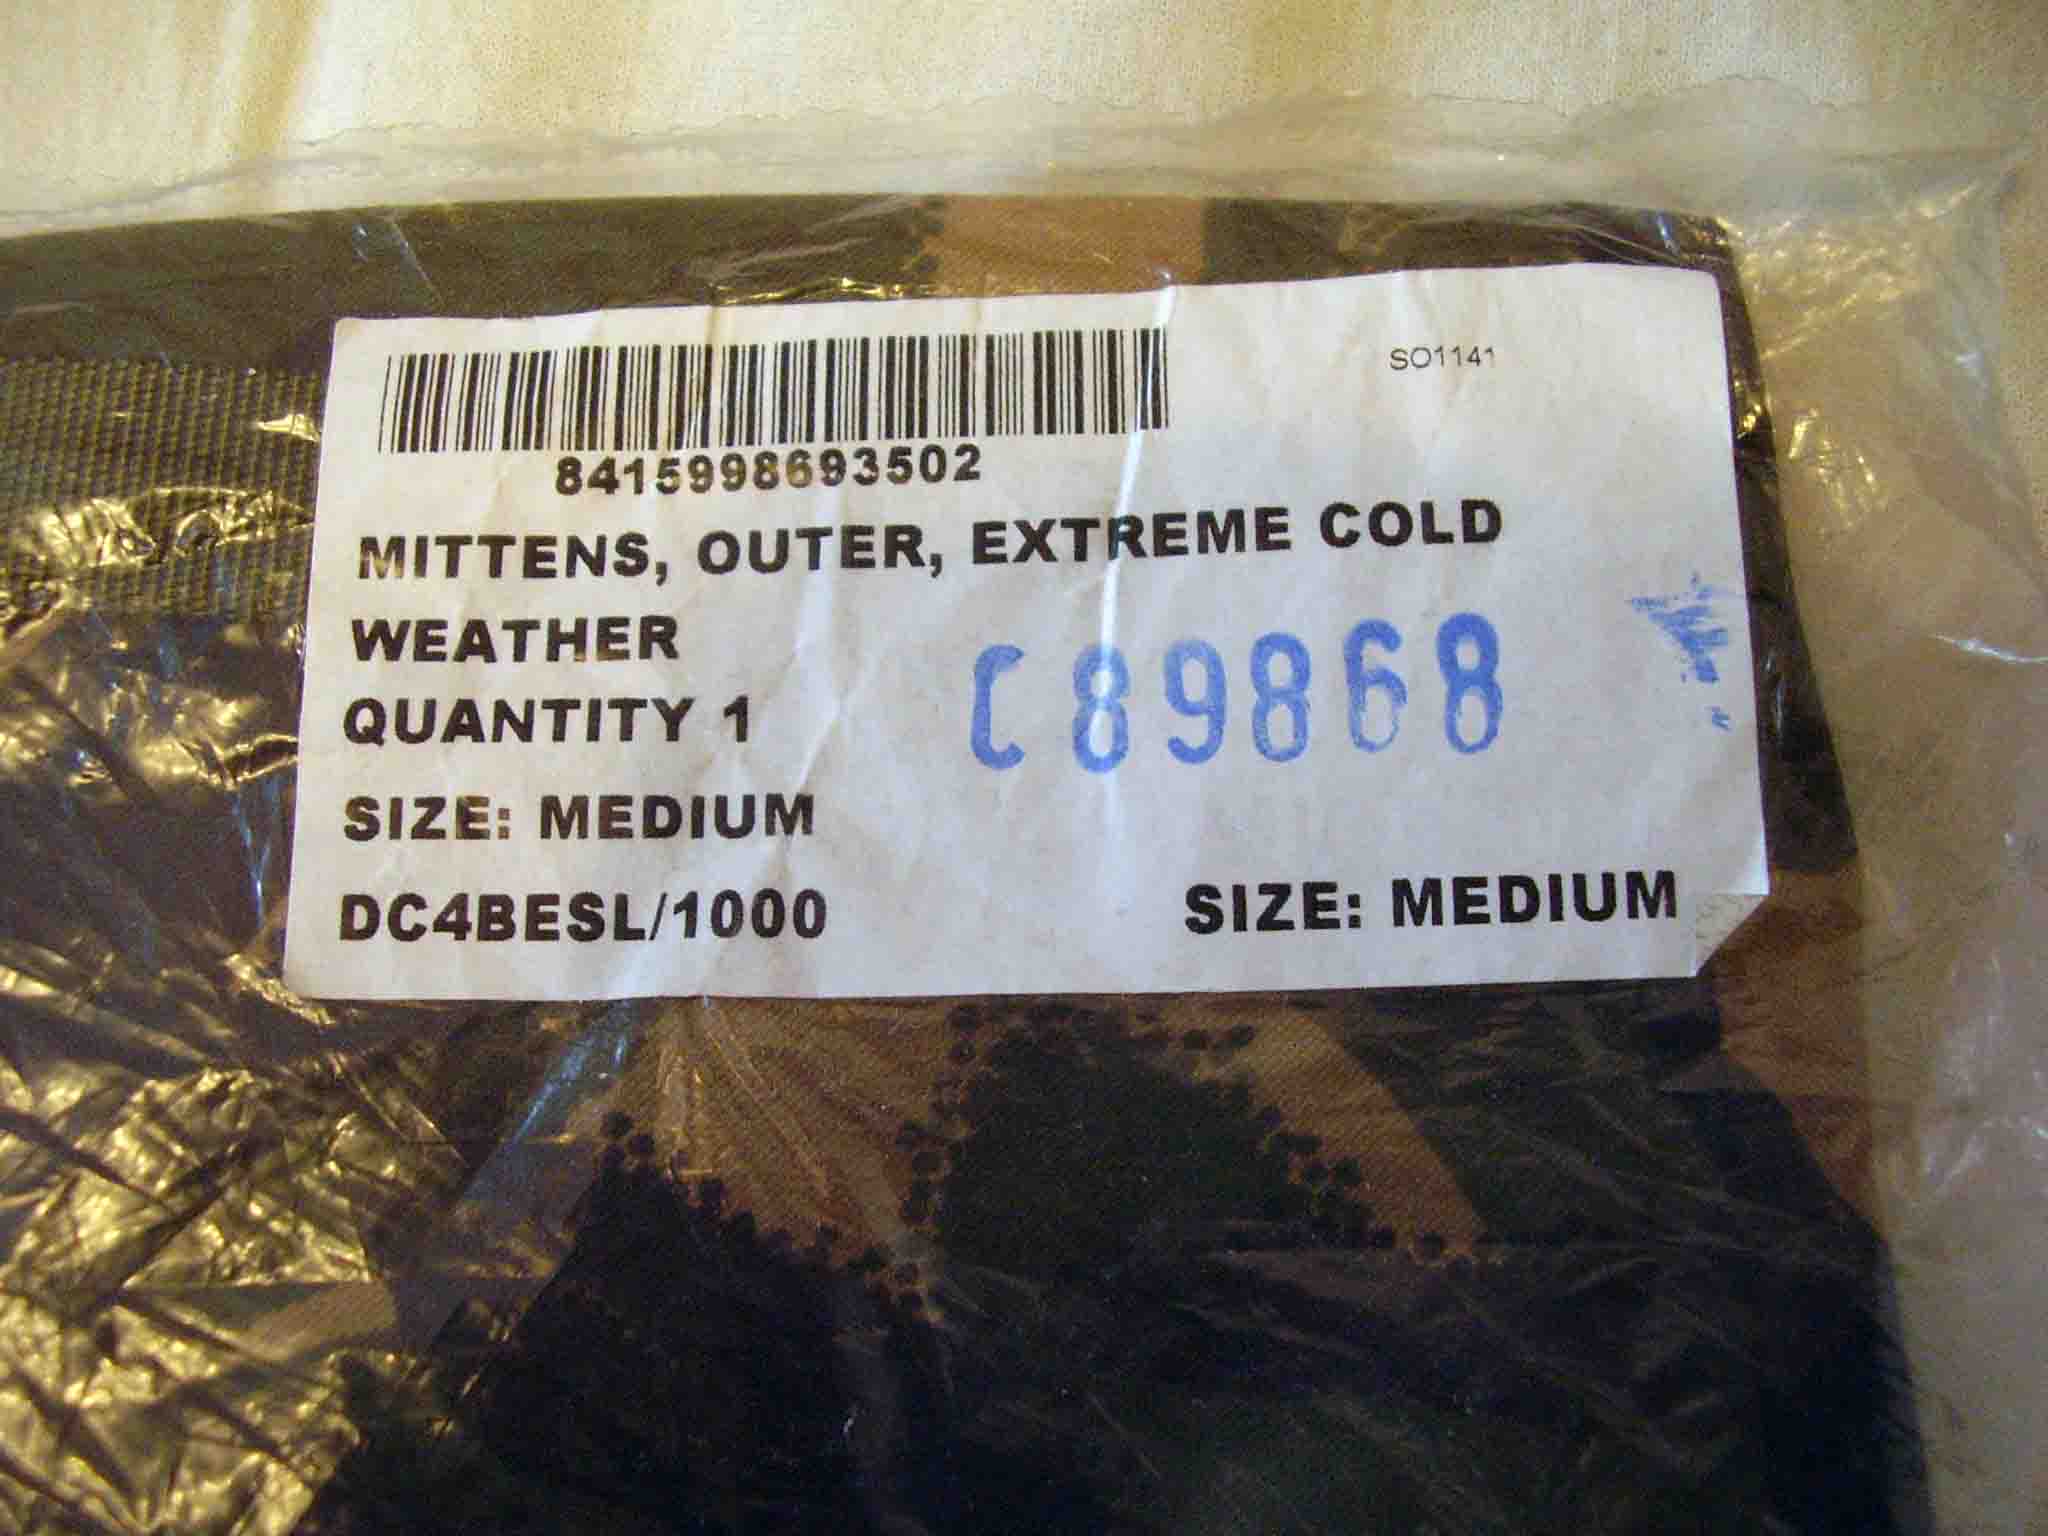 SO1141
8415998693502
MITTENS, OUTER, EXTREME COLD
WEATHER
QUANTITY 1
C89868
SIZE: MEDIUM
DC4BESL/1000 SIZE: MEDIUM